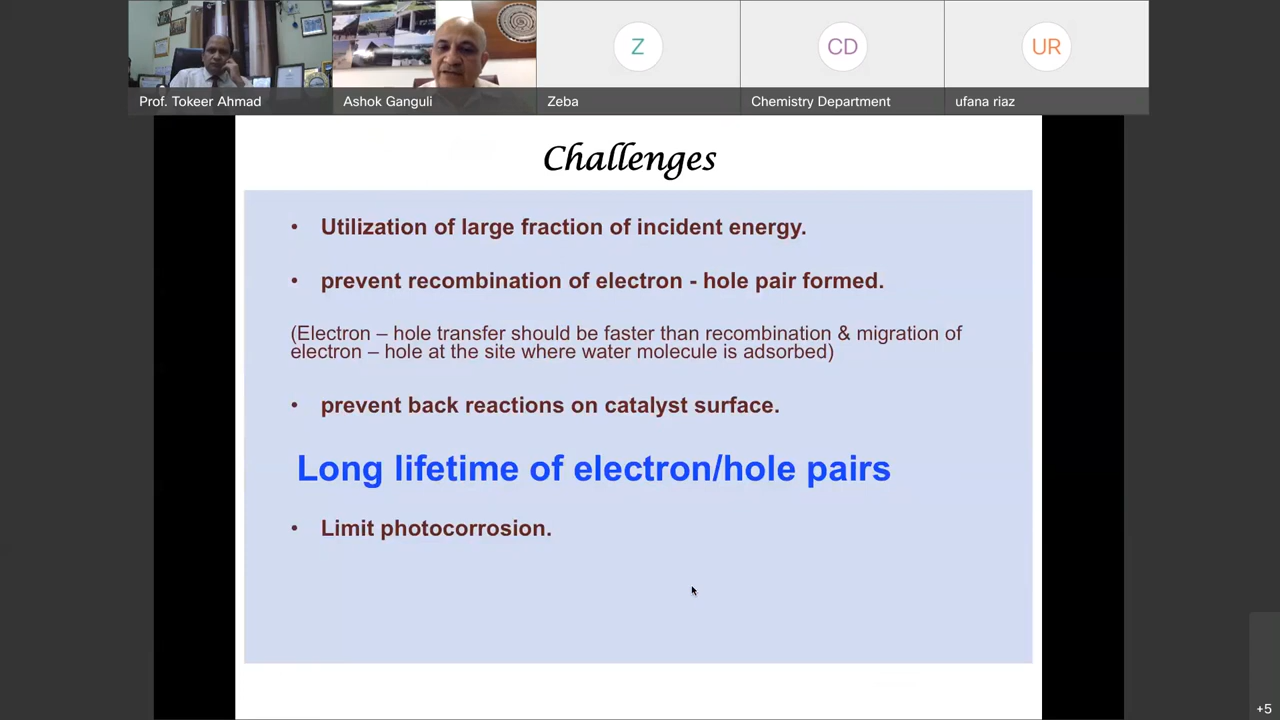 Z
CD
UR
Prof. Tokeer Ahmad
Ashok Ganguli
Zeba
Chemistry Department
ufana riaz
Challenges
• Utilization of large fraction of incident energy.
• prevent recombination of electron - hole pair formed.
(Electron – hole transfer should be faster than recombination & migration of
electron – hole at the site where water molecule is adsorbed)
• prevent back reactions on catalyst surface.
Long lifetime of electron/hole pairs
• Limit photocorrosion.
+5